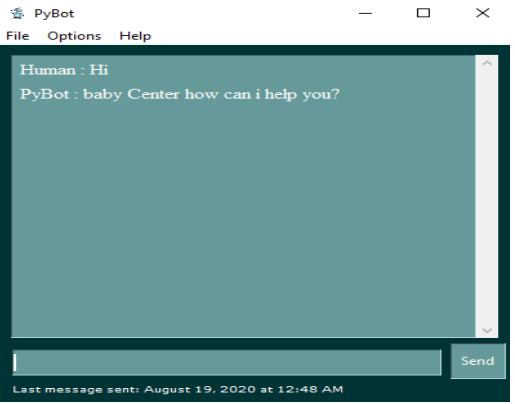 PyBot
File Options Help
Human : Hi
PyBot : baby Center how can i help you?
Send
Last message sent: August 19, 2020 at 12:48 AM